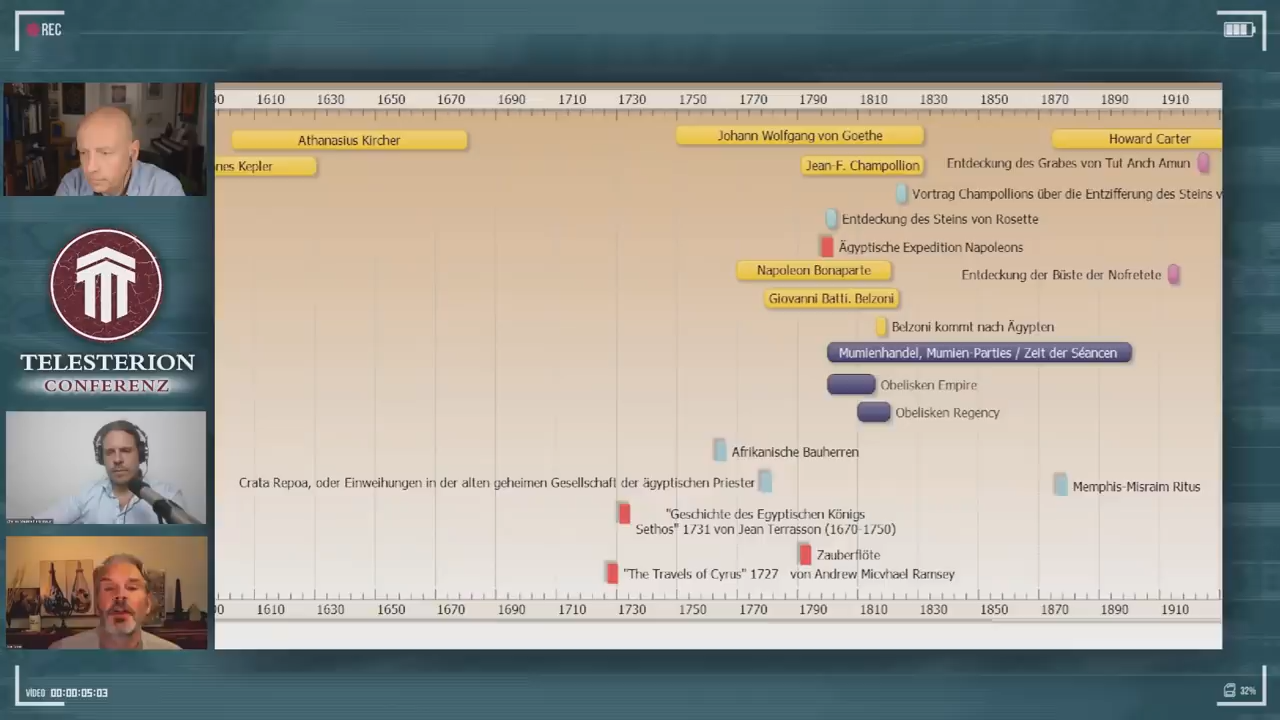 REC
00 1610 1630 1650 1670 1690 1710 1730 1750 1770 1790 1810 1830 1850 1870 1890 1910
Athanasius Kircher
Johann Wolfgang von Goethe
Howard Carter
nes Kepler
Jean-F. Champollion
Entdeckung des Grabes von Tut Anch Amun
Vortrag Champollions über die Entzifferung des Steins v
Entdeckung des Steins von Rosette
Ägyptische Expedition Napoleons
Napoleon Bonaparte
Entdeckung der Büste der Nofretete
Giovanni Batti. Belzoni
Belzoni kommt nach Ägypten
Mumienhandel, Mumien-Parties / Zeit der Séancen
Obelisken Empire
Obelisken Regency
Afrikanische Bauherren
Crata Repoa, oder Einweihungen in der alten geheimen Gesellschaft der ägyptischen Priester
Memphis-Misraim Ritus
"Geschichte des Egyptischen Königs
Sethos" 1731 von Jean Terrasson (1670-1750)
Zauberflöte
"The Travels of Cyrus" 1727 von Andrew Micvhael Ramsey
00 1610 1630 1650 1670 1690 1710 1730 1750 1770 1790 1810 1830 1850 1870 1890 1910
TELESTERION
CONFERENZ
VÍDEO 00:00:05:03
32%